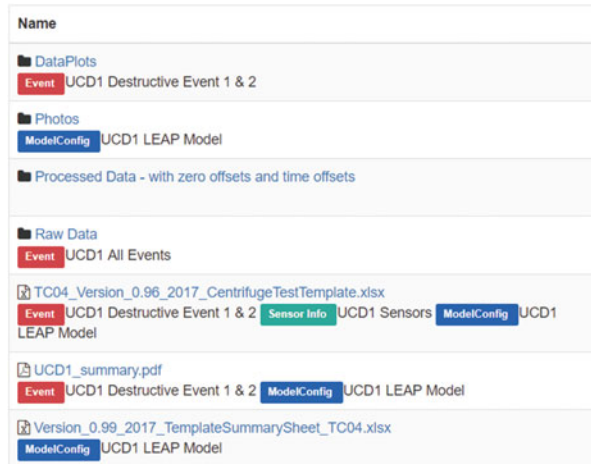 Name
DataPlots
Event UCD1 Destructive Event 1 & 2
Photos
ModelConfig UCD1 LEAP Model
Processed Data - with zero offsets and time offsets
Raw Data
Event UCD1 All Events
TC04_Version_0.96_2017_CentrifugeTestTemplate.xlsx
Event UCD1 Destructive Event 1 & 2 Sensor Info UCD1 Sensors ModelConfig UCD1
LEAP Model
UCD1_summary.pdf
Event UCD1 Destructive Event 1 & 2 ModelConfig UCD1 LEAP Model
Version_0.99_2017_TemplateSummarySheet_TC04.xlsx
ModelConfig UCD1 LEAP Model